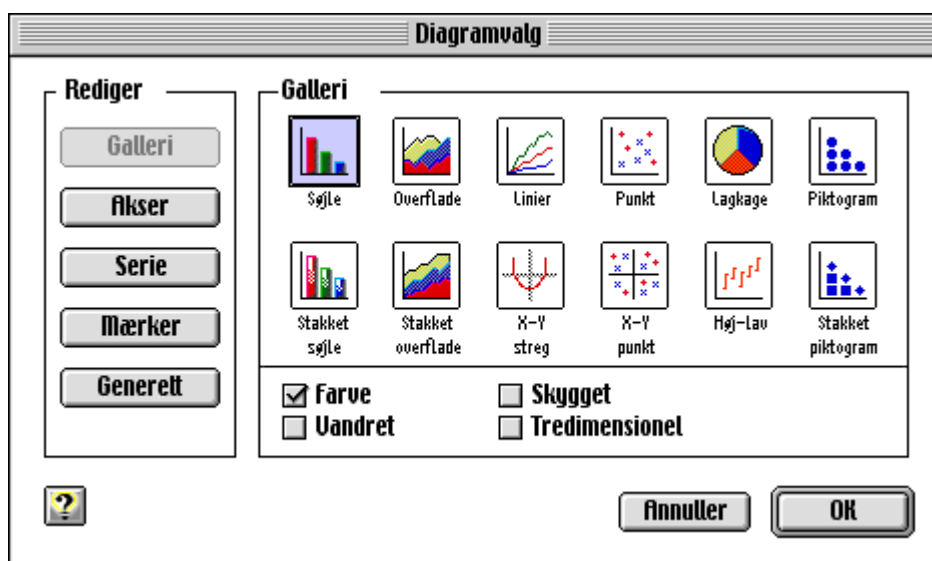 Diagramvalg
Rediger
Galleri
Akser
Serie
Mærker
Generelt
Galleri
Søjle
Overflade
Linier
Punkt
Lagkage
Piktogram
Stakket
søjle
Stakket
overflade
X-Y
streg
X-Y
punkt
Høj-Lav
Stakket
piktogram
Farve
Skygget
Vandret
Tredimensionel
?
Annuller
OK